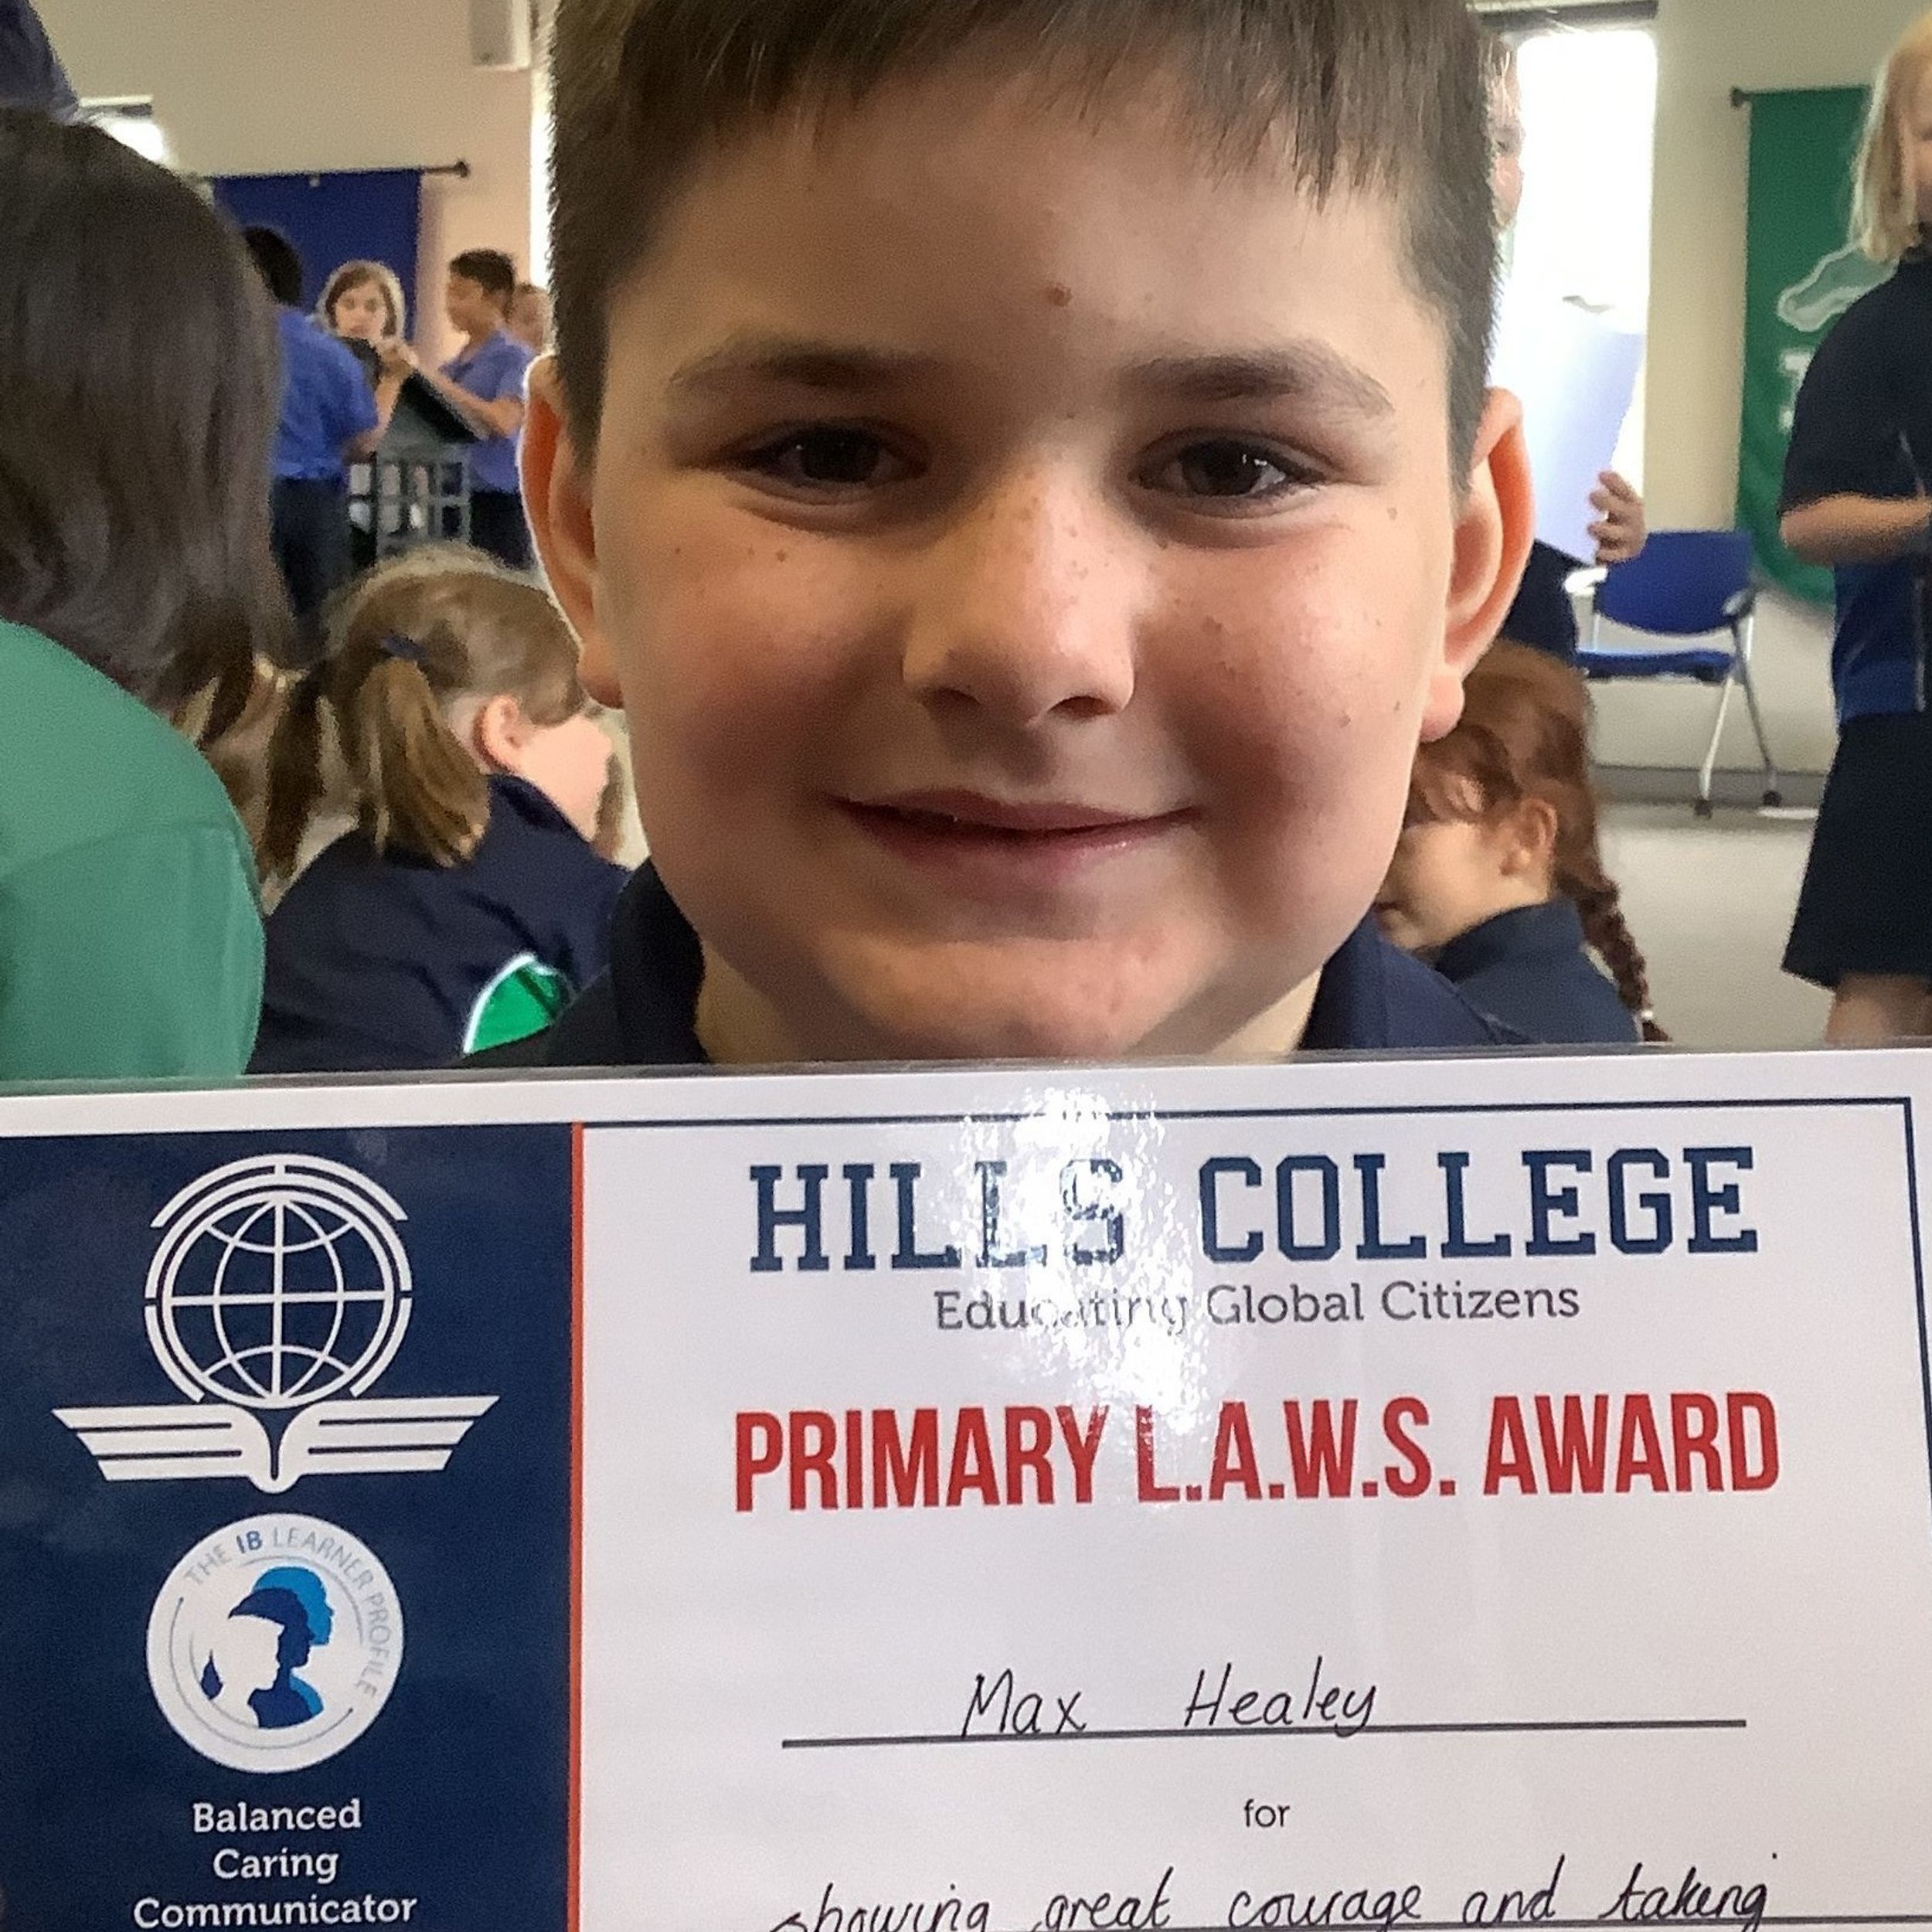 HILLS COLLEGE
Educating Global Citizens
PRIMARY L.A.W.S. AWARD
Max Healey
for
showing great courage and taking
THE IB LEARNER PROFILE
Balanced
Caring
Communicator